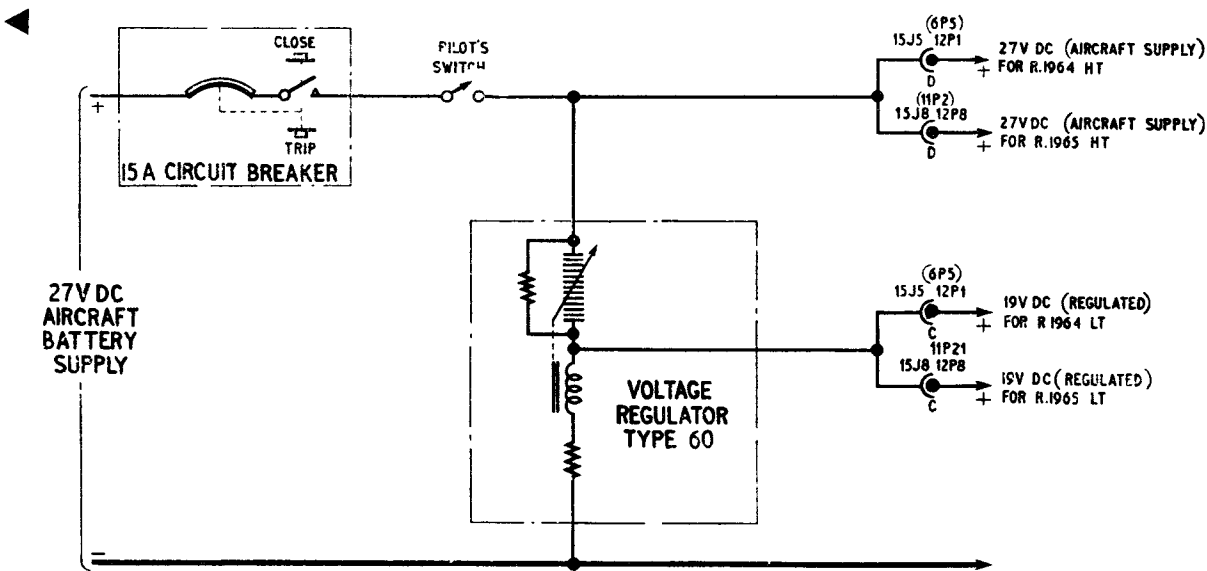 CLOSE
TRIP
15 A CIRCUIT BREAKER
PILOT'S
SWITCH
+
27V DC
AIRCRAFT
BATTERY
SUPPLY
−
(6P5)
15J5 12P1
D
27V DC (AIRCRAFT SUPPLY)
+ FOR R.1964 HT
(11P2)
15J8 12P8
D
27V DC (AIRCRAFT SUPPLY)
+ FOR R.1965 HT
VOLTAGE
REGULATOR
TYPE 60
(6P5)
15J5 12P1
C
19V DC (REGULATED)
+ FOR R 1964 LT
11P21
15J8 12P8
C
19V DC (REGULATED)
+ FOR R.1965 LT